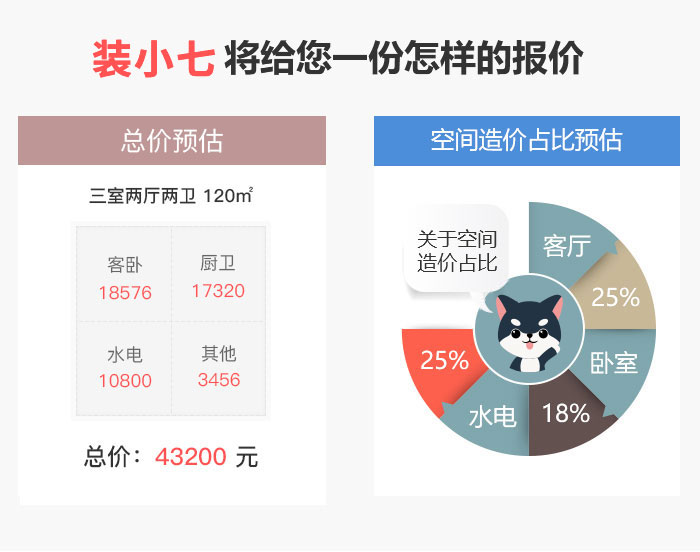 装小七 将给您一份怎样的报价
总价预估
三室两厅两卫 120㎡
客卧
18576
厨卫
17320
水电
10800
其他
3456
总价：43200 元
空间造价占比预估
关于空间
造价占比
客厅
25%
卧室
18%
水电
25%